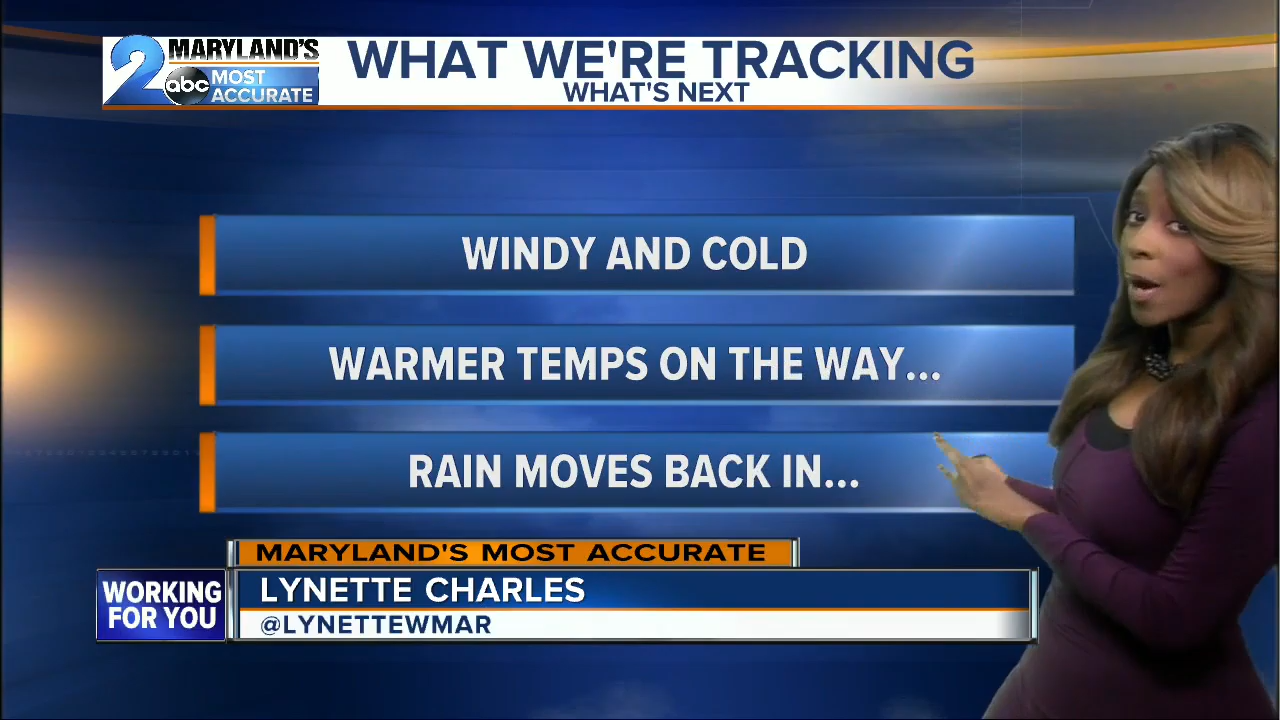 2 MARYLAND'S
abc MOST
ACCURATE
WHAT WE'RE TRACKING
WHAT'S NEXT
WINDY AND COLD
WARMER TEMPS ON THE WAY...
RAIN MOVES BACK IN...
MARYLAND'S MOST ACCURATE
WORKING
FOR YOU
LYNETTE CHARLES
@LYNETTEWMAR